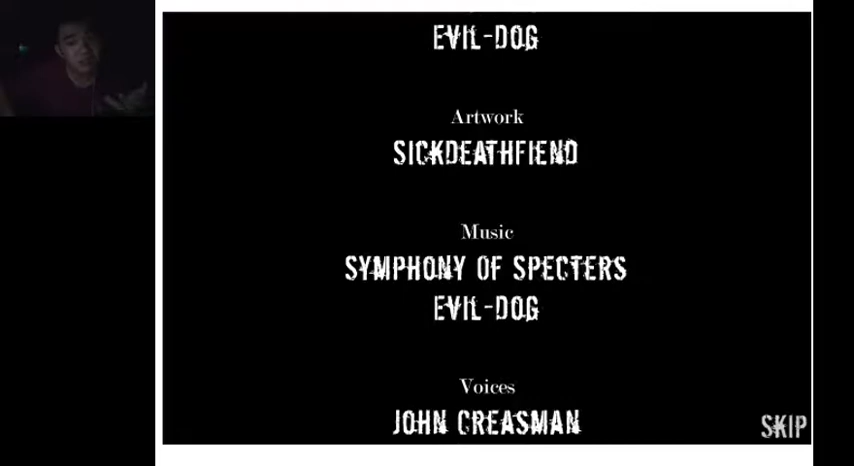 EVIL-DOG
Artwork
SICKDEATHFIEND
Music
SYMPHONY OF SPECTERS
EVIL-DOG
Voices
JOHN CREASMAN
SKIP